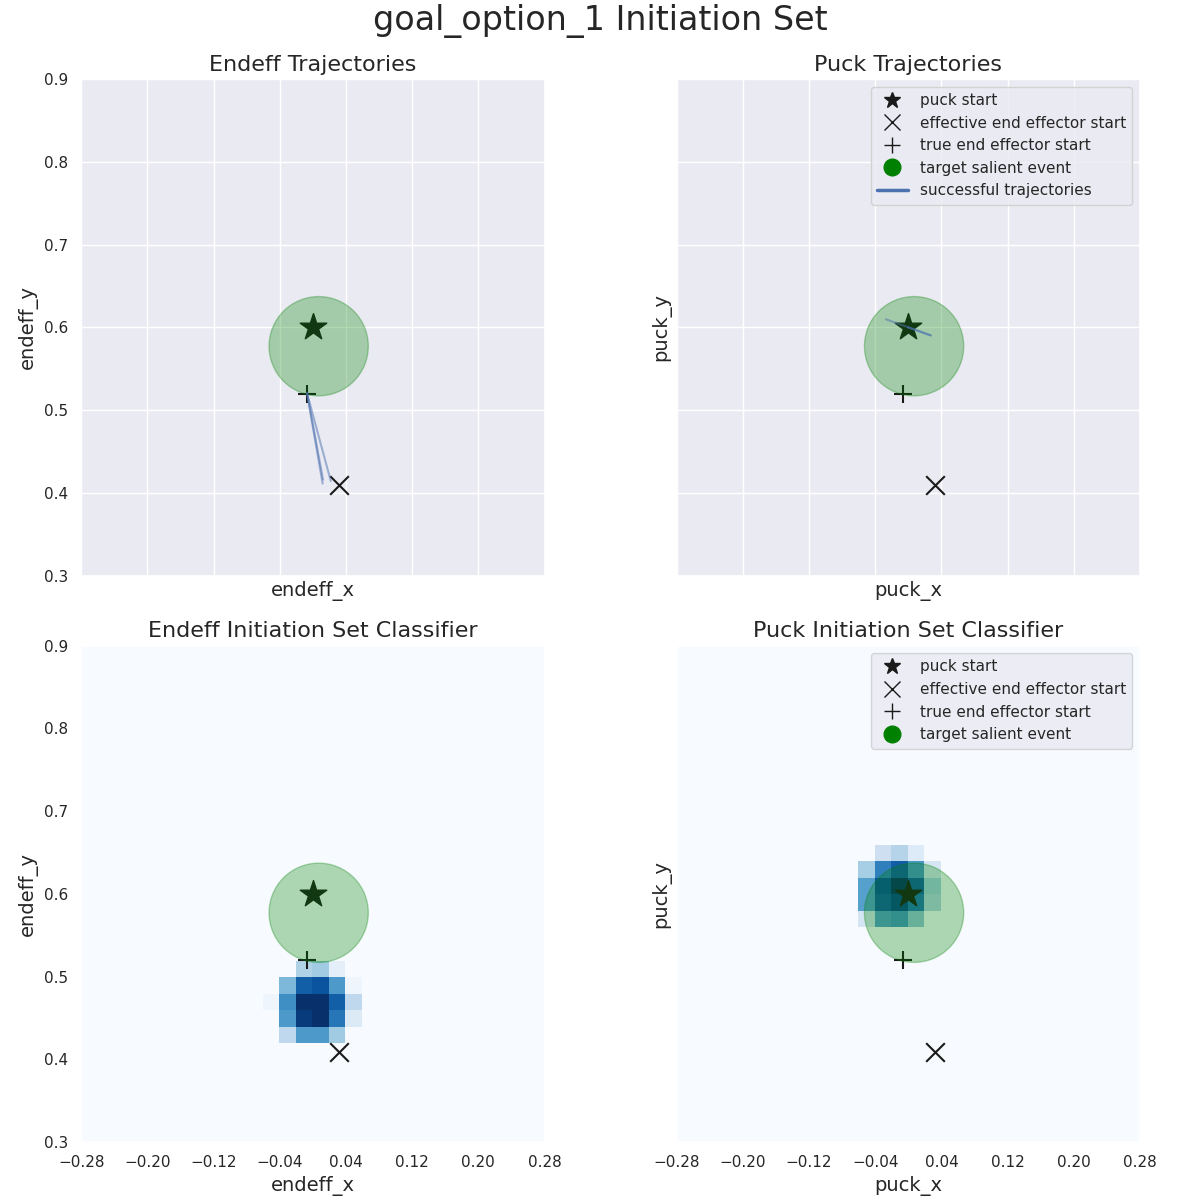 goal_option_1 Initiation Set
Endeff Trajectories
0.9
0.8
0.7
0.6
0.5
0.4
0.3
endeff_y
endeff_x
Puck Trajectories
puck start
effective end effector start
true end effector start
target salient event
successful trajectories
puck_y
puck_x
Endeff Initiation Set Classifier
0.9
0.8
0.7
0.6
0.5
0.4
0.3
endeff_y
−0.28 −0.20 −0.12 −0.04 0.04 0.12 0.20 0.28
endeff_x
Puck Initiation Set Classifier
puck start
effective end effector start
true end effector start
target salient event
puck_y
−0.28 −0.20 −0.12 −0.04 0.04 0.12 0.20 0.28
puck_x